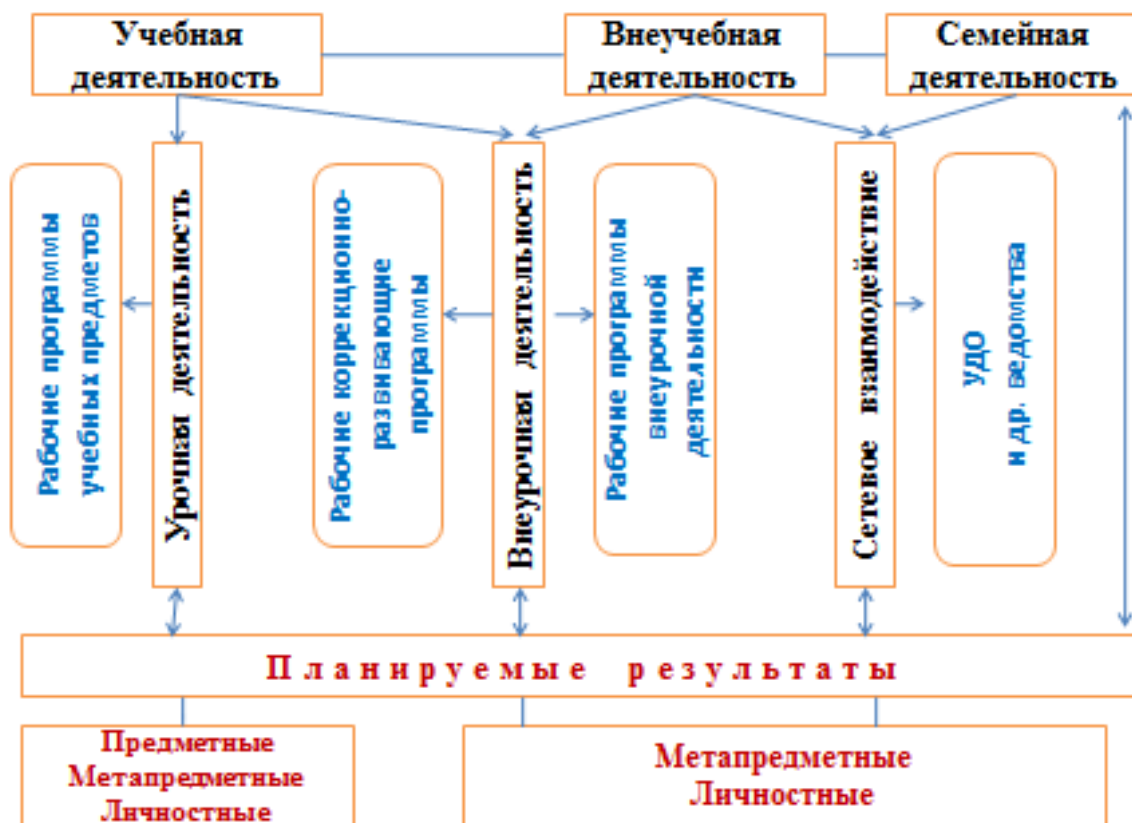 Учебная
деятельность
Внеучебная
деятельность
Семейная
деятельность
Рабочие программы
учебных предметов
Урочная деятельность
Рабочие коррекционно-
развивающие
программы
Внеурочная деятельность
Рабочие программы
внеурочной
деятельности
Сетевое взаимодействие
УДО
и др. ведомства
Планируемые результаты
Предметные
Метапредметные
Личностные
Метапредметные
Личностные